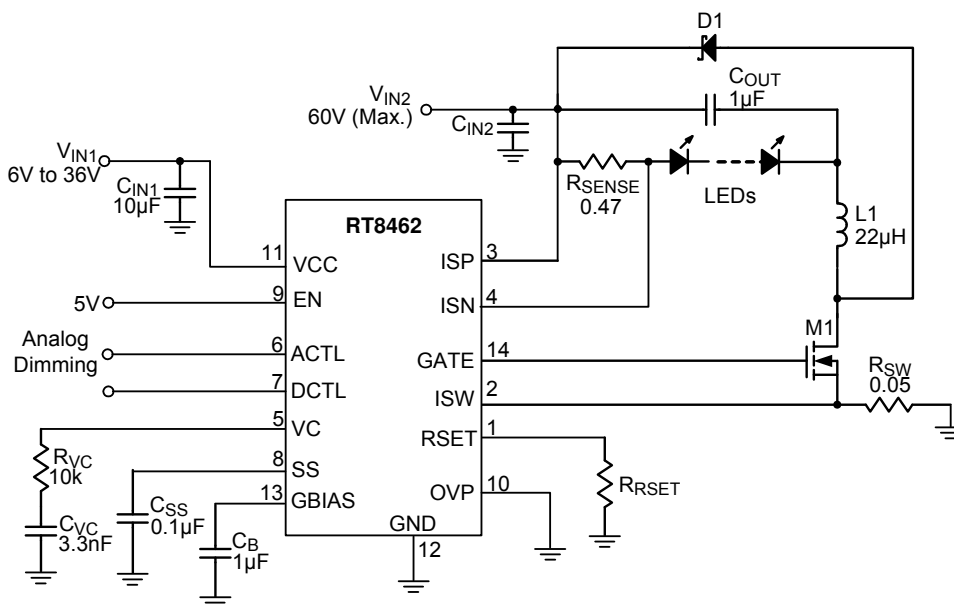 D1
COUT
1µF
VIN2
60V (Max.)
CIN2
VIN1
6V to 36V
CIN1
10µF
RSENSE
0.47
LEDs
L1
22µH
RT8462
11
VCC
ISP
3
5V
9
EN
ISN
4
M1
Analog
Dimming
6
ACTL
GATE
14
RSW
0.05
7
DCTL
ISW
2
5
VC
RSET
1
RVC
10k
8
SS
RRSET
13
GBIAS
OVP
10
CSS
0.1µF
CVC
3.3nF
CB
1µF
GND
12